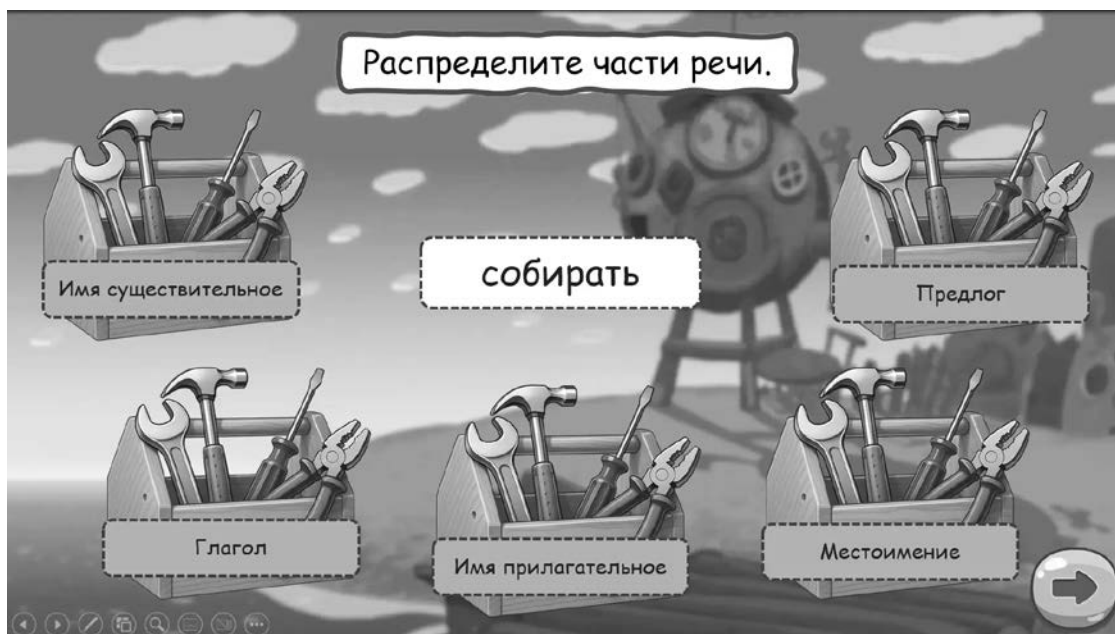 Распределите части речи.
Имя существительное
собирать
Предлог
Глагол
Имя прилагательное
Местоимение